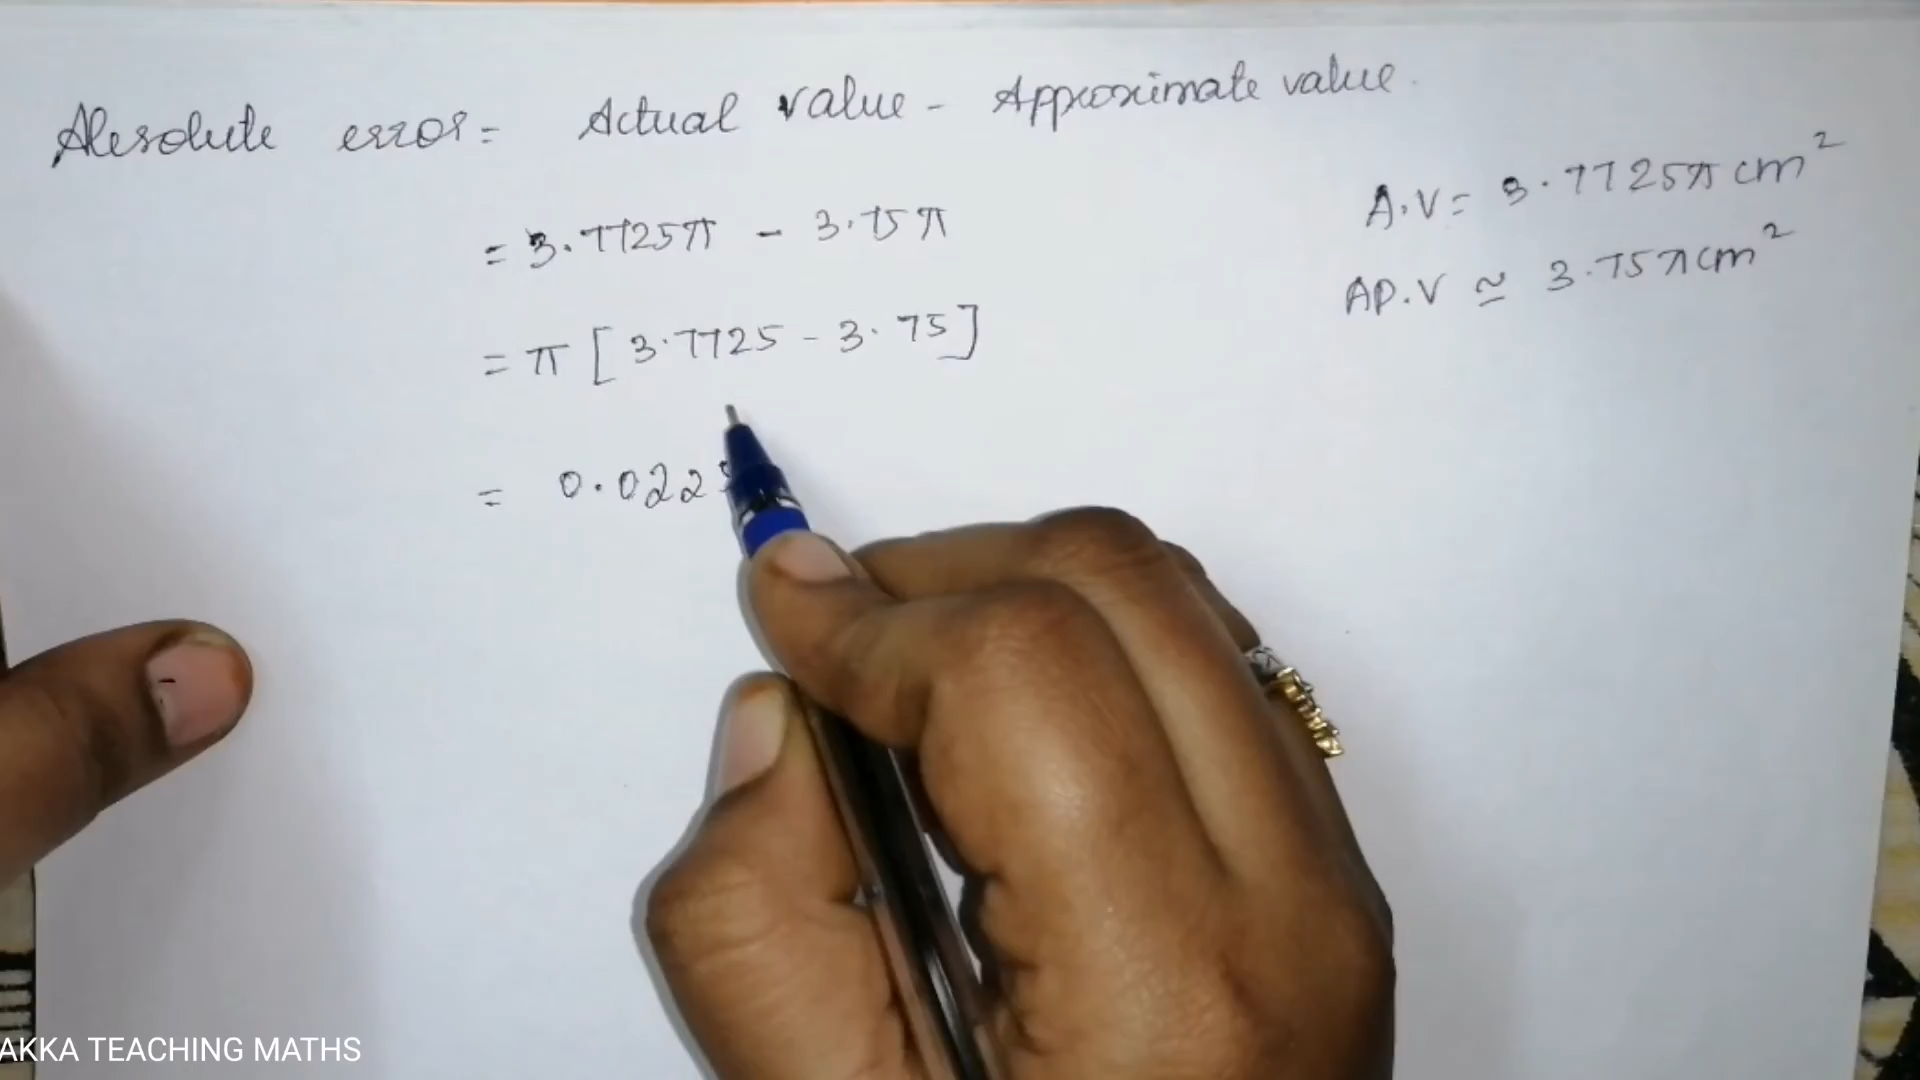 Absolute error = Actual value - Approximate value.
A.V = 3.7725π cm²
= 3.7725π - 3.75π
AP.V ≃ 3.75π cm²
= π [3.7725 - 3.75]
= 0.0225
AKKA TEACHING MATHS